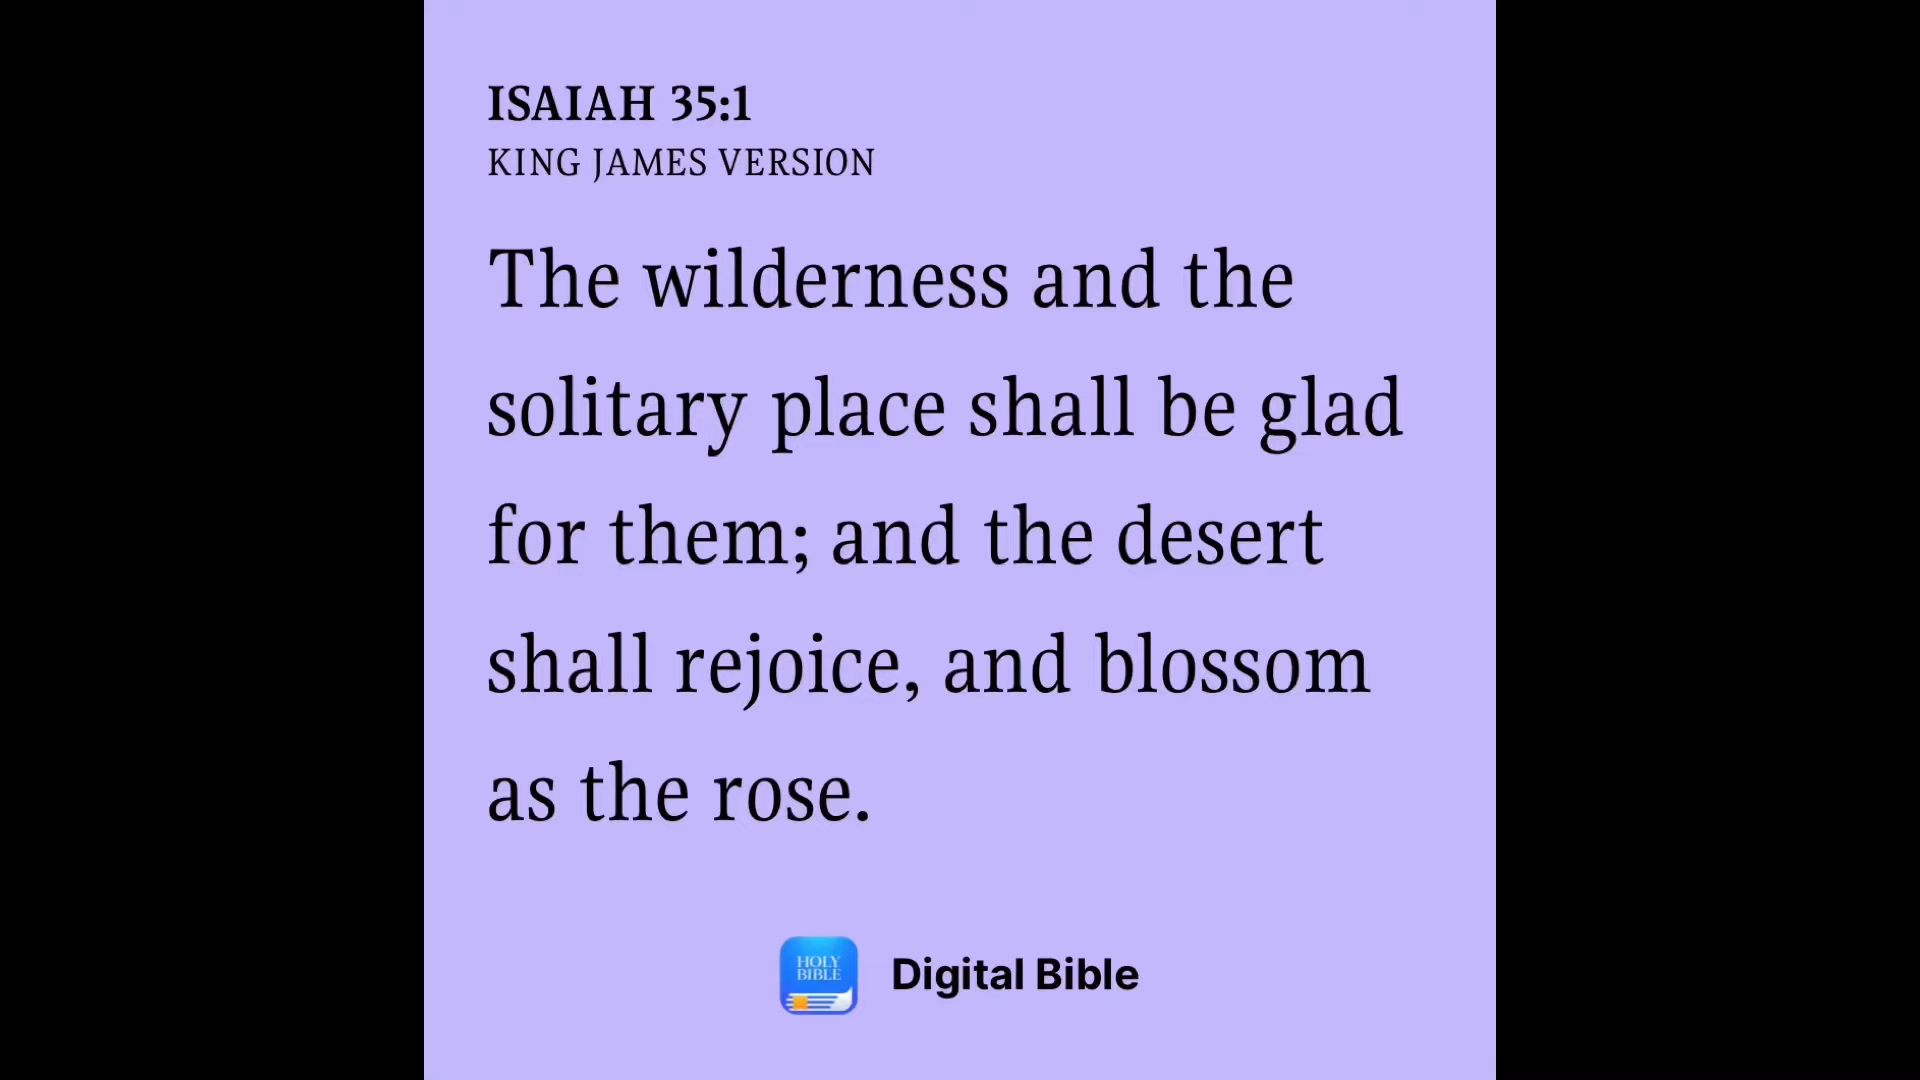 ISAIAH 35:1
KING JAMES VERSION
The wilderness and the
solitary place shall be glad
for them; and the desert
shall rejoice, and blossom
as the rose.
HOLY
BIBLE
Digital Bible